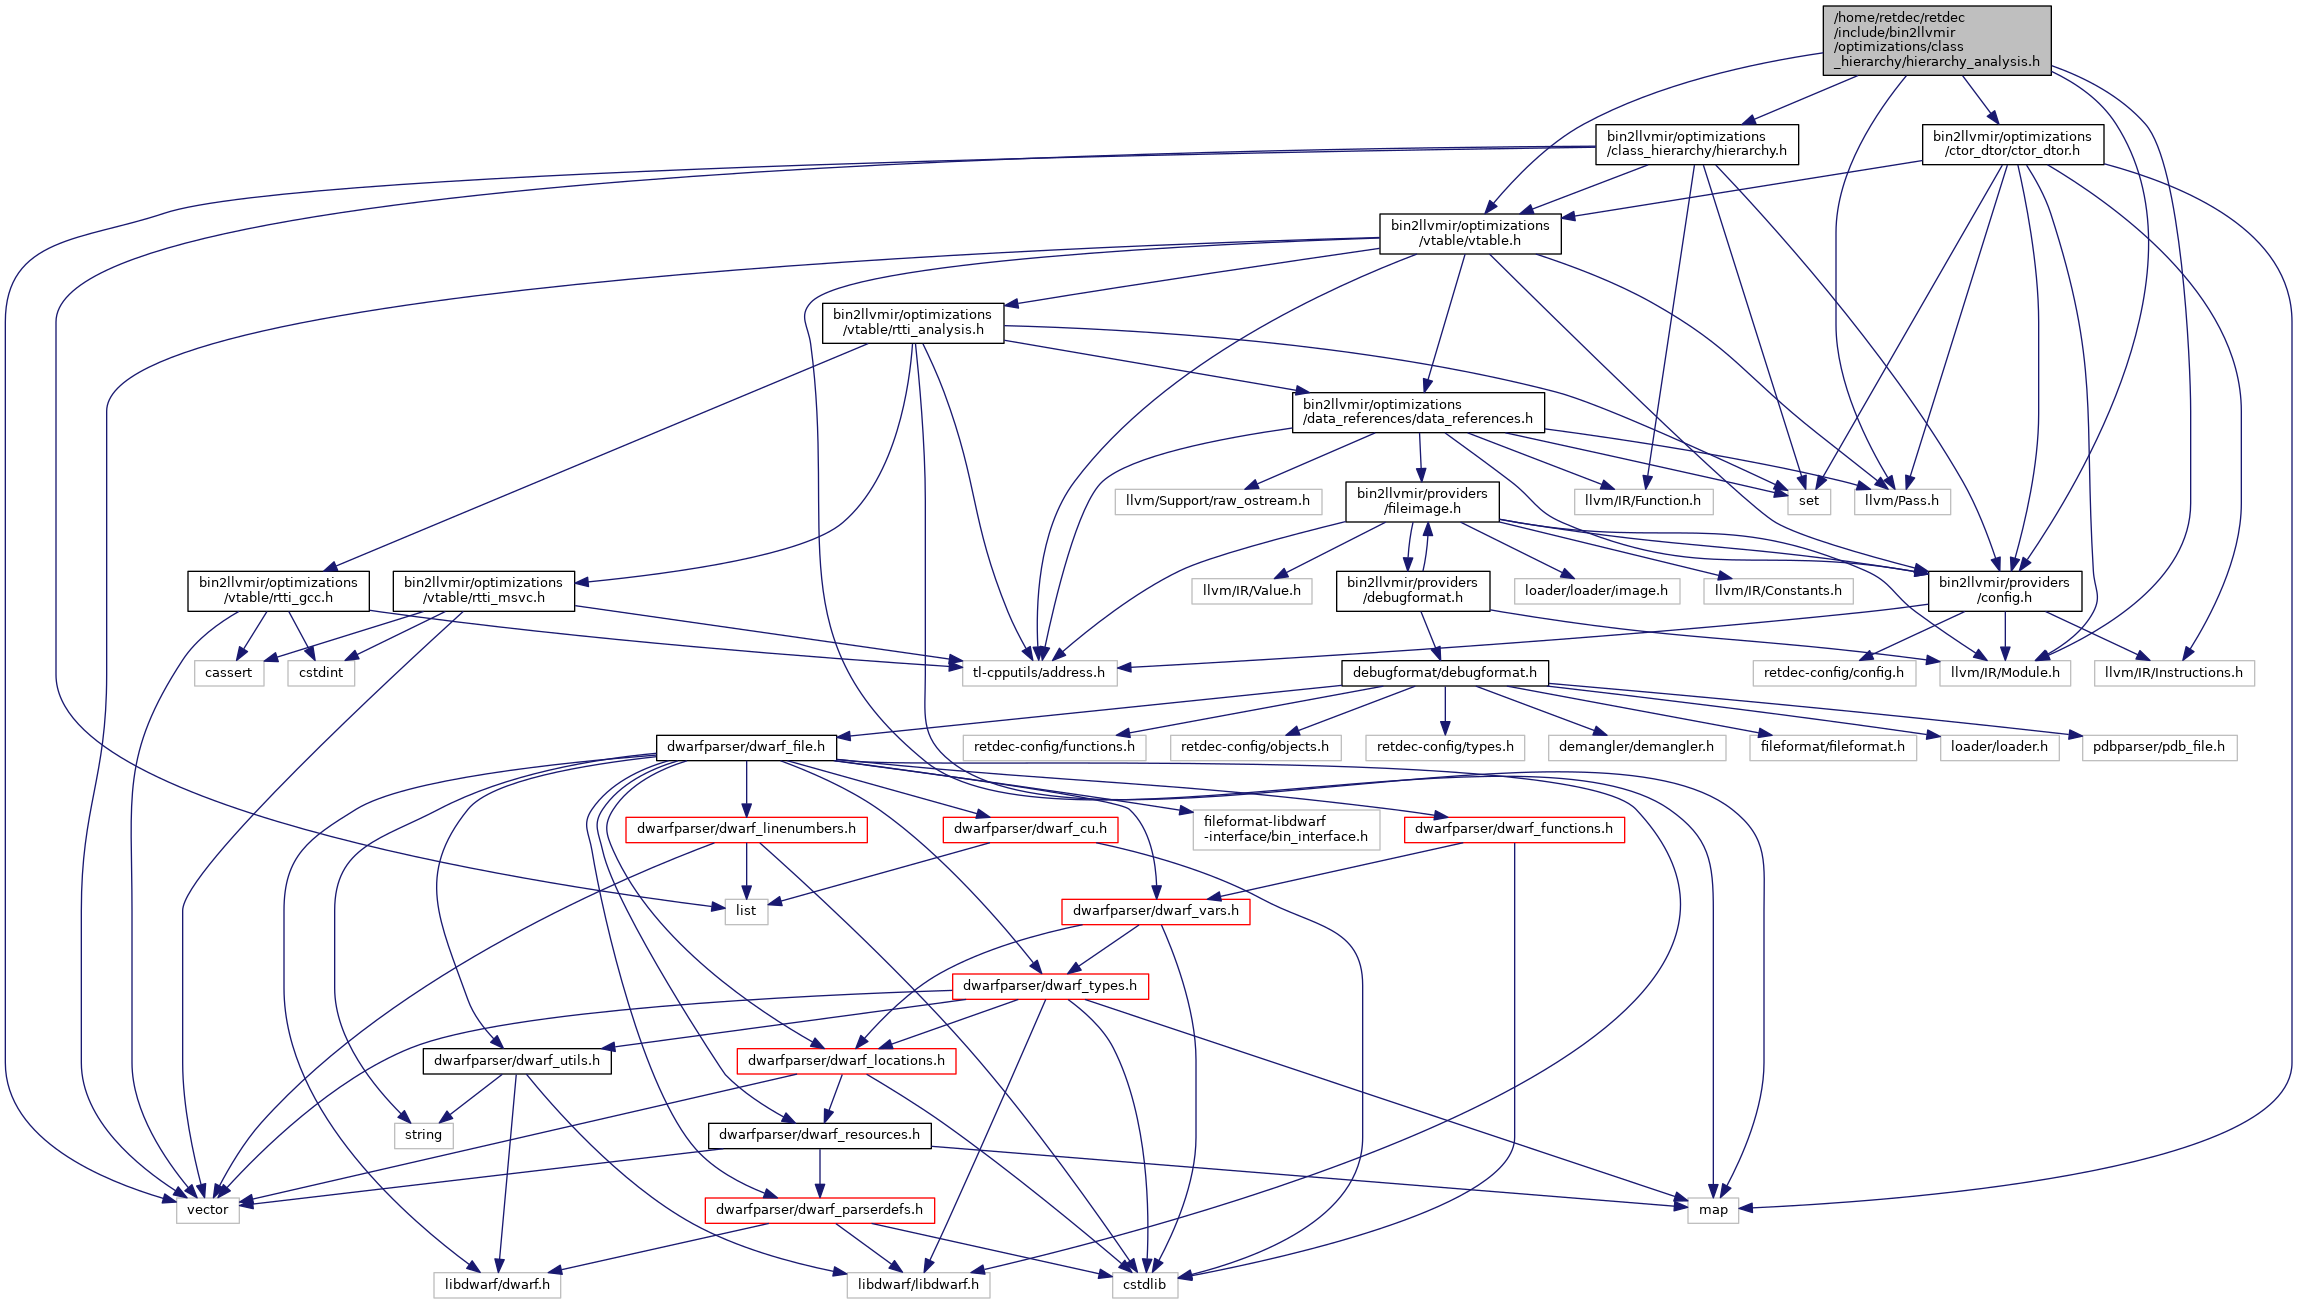 /home/retdec/retdec
/include/bin2llvmir
/optimizations/class
_hierarchy/hierarchy_analysis.h
bin2llvmir/optimizations
/class_hierarchy/hierarchy.h
bin2llvmir/optimizations
/ctor_dtor/ctor_dtor.h
bin2llvmir/optimizations
/vtable/vtable.h
bin2llvmir/optimizations
/vtable/rtti_analysis.h
bin2llvmir/optimizations
/data_references/data_references.h
llvm/Support/raw_ostream.h
bin2llvmir/providers
/fileimage.h
llvm/IR/Function.h
set
llvm/Pass.h
bin2llvmir/optimizations
/vtable/rtti_gcc.h
bin2llvmir/optimizations
/vtable/rtti_msvc.h
llvm/IR/Value.h
bin2llvmir/providers
/debugformat.h
loader/loader/image.h
llvm/IR/Constants.h
bin2llvmir/providers
/config.h
cassert
cstdint
tl-cpputils/address.h
debugformat/debugformat.h
retdec-config/config.h
llvm/IR/Module.h
llvm/IR/Instructions.h
dwarfparser/dwarf_file.h
retdec-config/functions.h
retdec-config/objects.h
retdec-config/types.h
demangler/demangler.h
fileformat/fileformat.h
loader/loader.h
pdbparser/pdb_file.h
dwarfparser/dwarf_linenumbers.h
dwarfparser/dwarf_cu.h
fileformat-libdwarf
-interface/bin_interface.h
dwarfparser/dwarf_functions.h
list
dwarfparser/dwarf_vars.h
dwarfparser/dwarf_types.h
dwarfparser/dwarf_utils.h
dwarfparser/dwarf_locations.h
string
dwarfparser/dwarf_resources.h
vector
dwarfparser/dwarf_parserdefs.h
map
libdwarf/dwarf.h
libdwarf/libdwarf.h
cstdlib